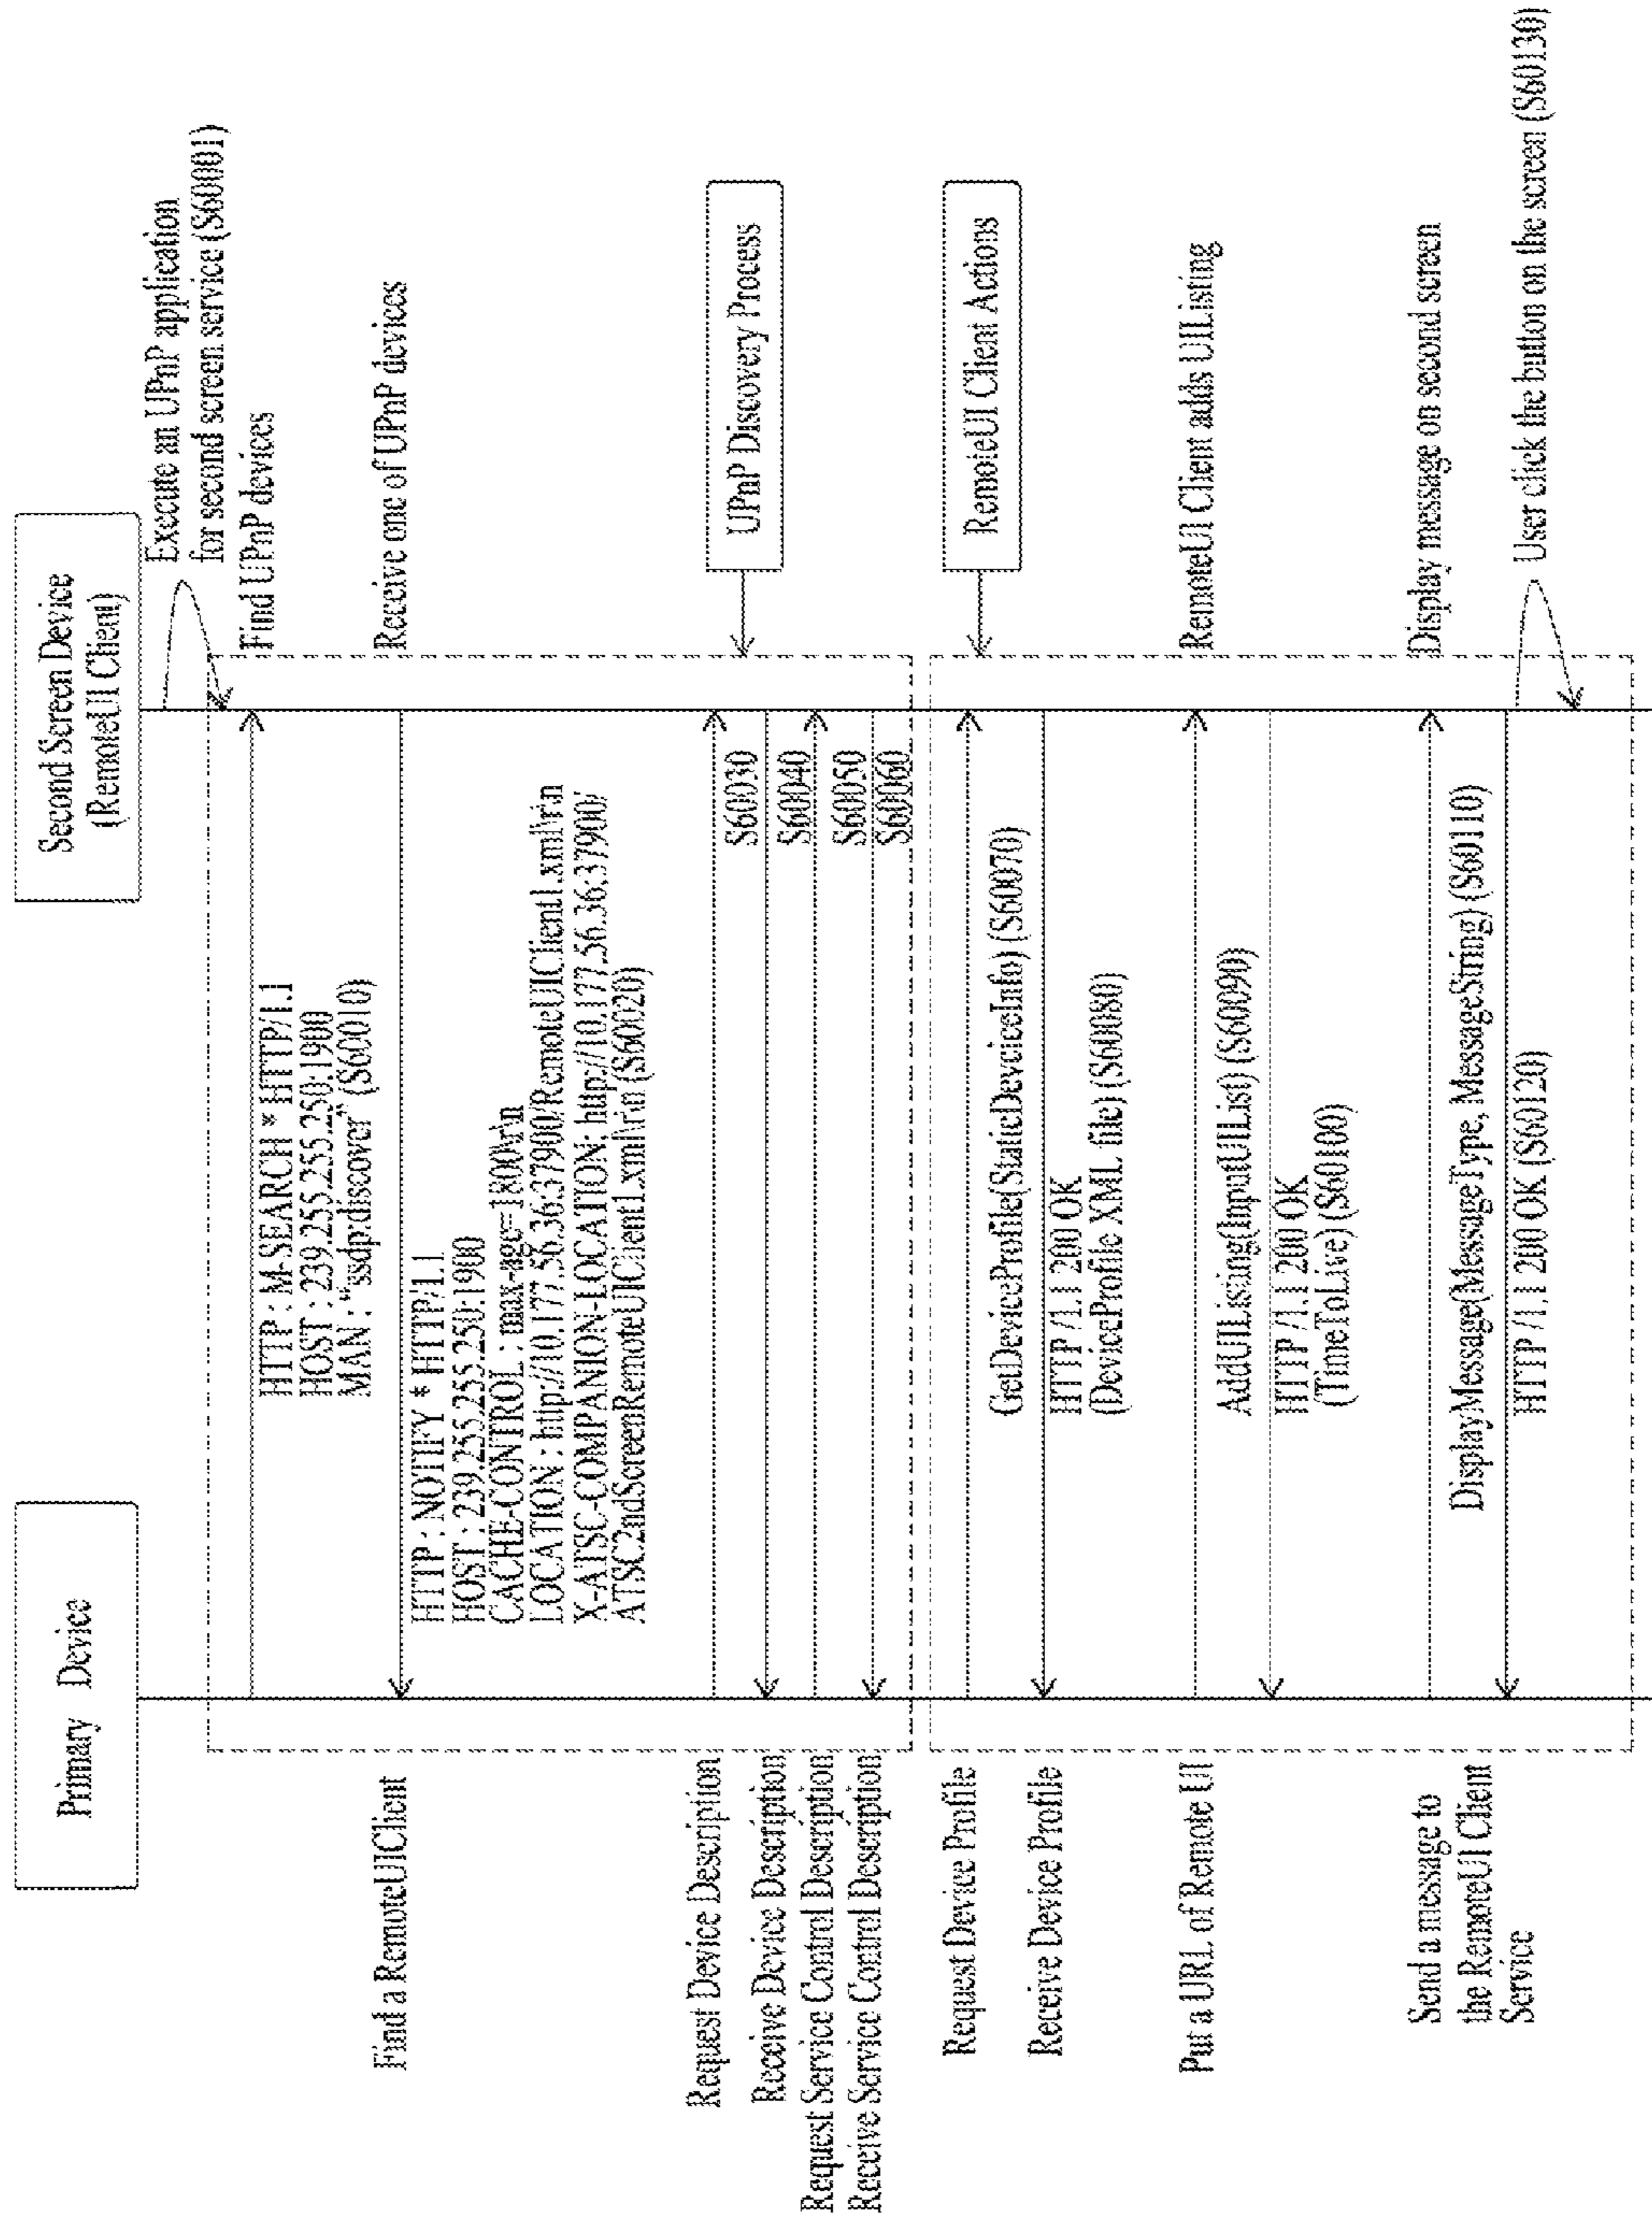 Primary Device
Second Screen Device
(RemoteUI Client)
Execute an UPnP application
for second screen service (S60001)
Find UPnP devices
HTTP : M-SEARCH * HTTP/1.1
HOST : 239.255.255.250:1900
MAN : "ssdp:discover" (S60010)
Find a RemoteUIClient
Receive one of UPnP devices
HTTP : NOTIFY * HTTP/1.1
HOST : 239.255.255.250:1900
CACHE-CONTROL : max-age=1800\r\n
LOCATION : http://10.177.56.36:37900/RemoteUIClient1.xml\r\n
X-ATSC-COMPANION-LOCATION: http://10.177.56.36:37900/
ATSC2ndScreenRemoteUIClient1.xml\r\n (S60020)
Request Device Description
S60030
UPnP Discovery Process
Receive Device Description
S60040
Request Service Control Description
S60050
Receive Service Control Description
S60060
Request Device Profile
RemoteUI Client Actions
GetDeviceProfile(StaticDevcieInfo) (S60070)
Receive Device Profile
HTTP /1.1 200 OK
(DeviceProfile XML file) (S60080)
Put a URL of Remote UI
RemoteUI Client adds UIListing
AddUIListing(InputUIList) (S60090)
HTTP /1.1 200 OK
(TimeToLive) (S60100)
Send a message to
the RemoteUI Client
Service
Display message on second screen
DisplayMessage(MessageType, MessageString) (S60110)
HTTP /1.1 200 OK (S60120)
User click the button on the screen (S60130)